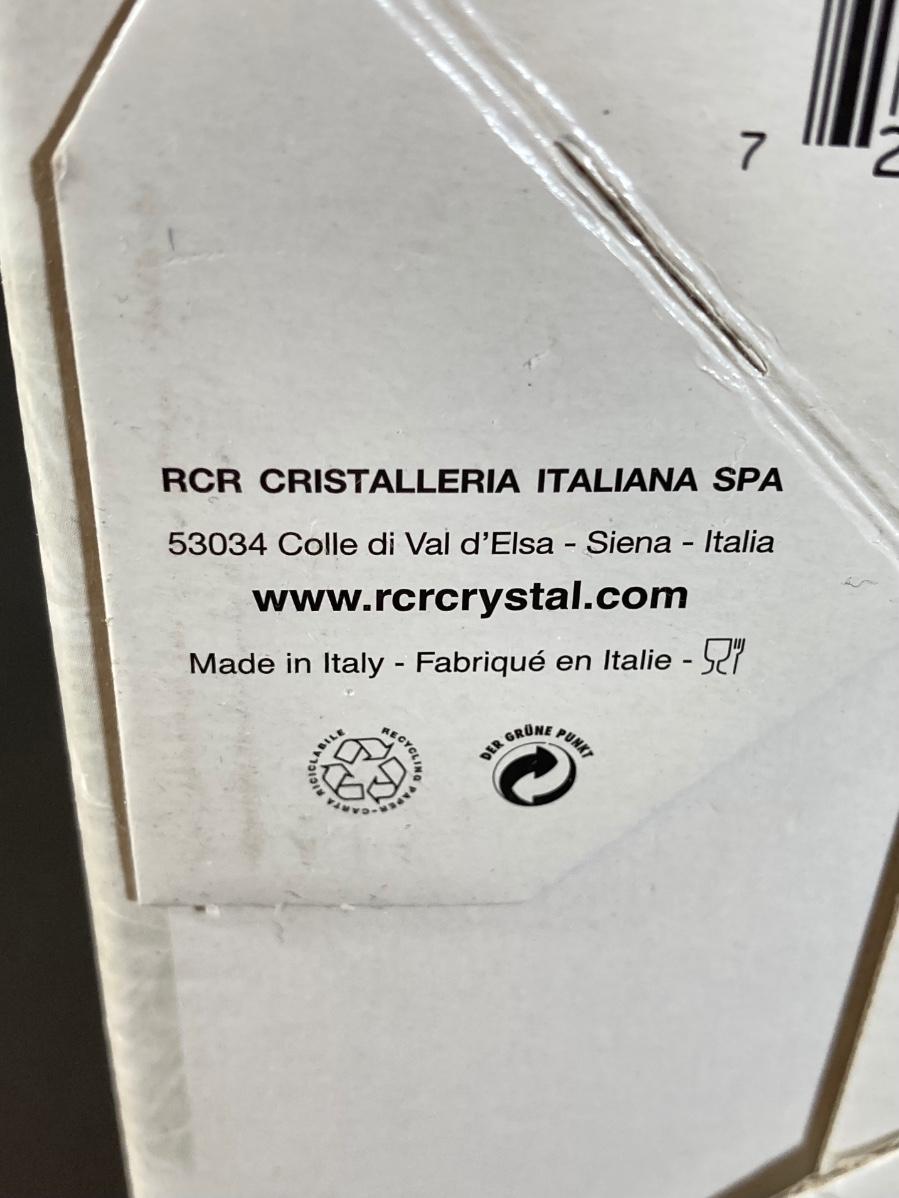 7 2
RCR CRISTALLERIA ITALIANA SPA
53034 Colle di Val d'Elsa - Siena - Italia
www.rcrcrystal.com
Made in Italy - Fabriqué en Italie -
RECYCLING PAPER - CARTA RICICLABILE
DER GRÜNE PUNKT